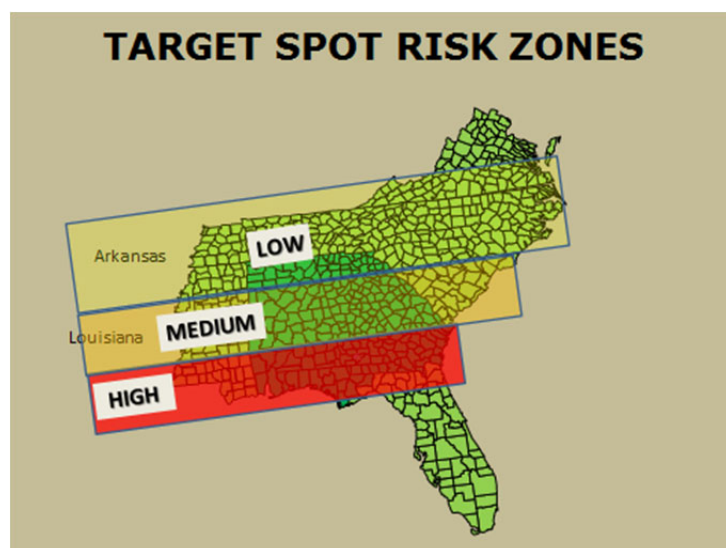 TARGET SPOT RISK ZONES
Arkansas
LOW
Louisiana
MEDIUM
HIGH